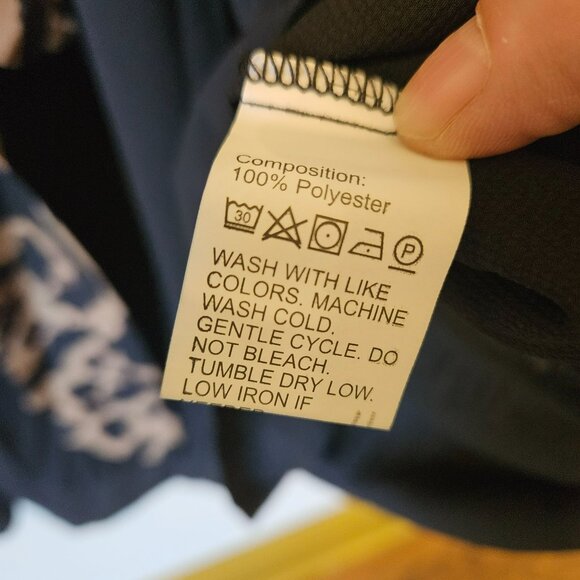 Composition:
100% Polyester
30 P
WASH WITH LIKE
COLORS. MACHINE
WASH COLD.
GENTLE CYCLE. DO
NOT BLEACH.
TUMBLE DRY LOW.
LOW IRON IF